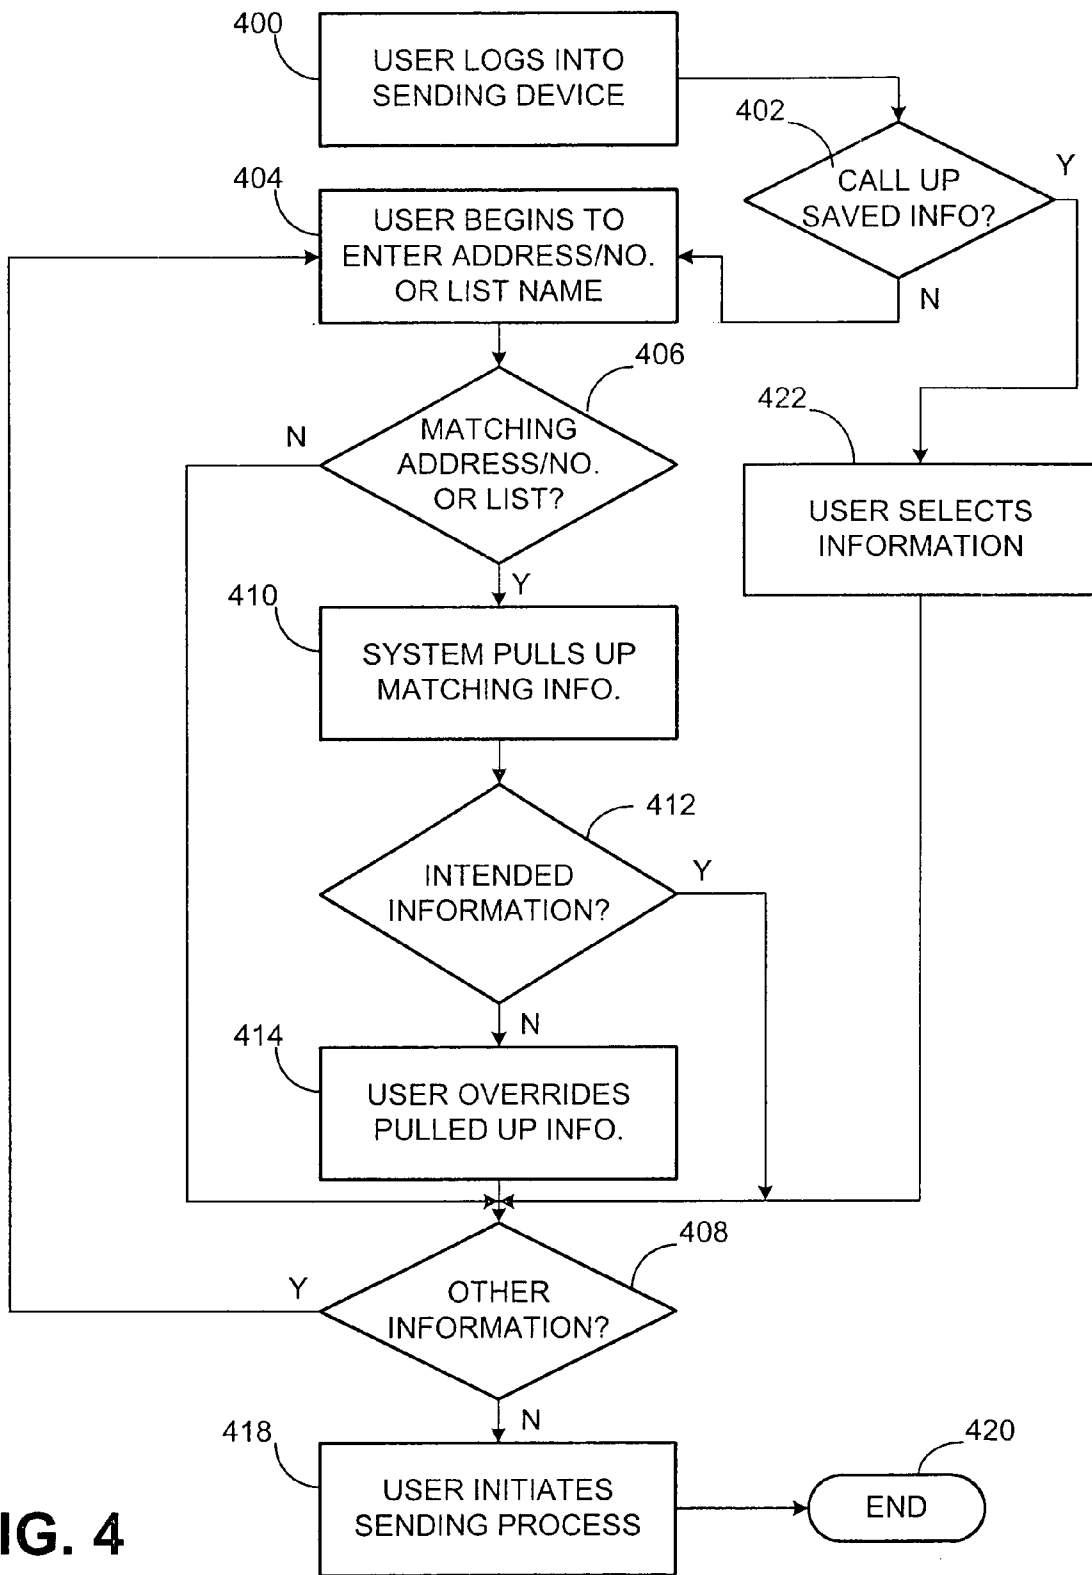 400
USER LOGS INTO
SENDING DEVICE
402
CALL UP
SAVED INFO?
Y
N
404
USER BEGINS TO
ENTER ADDRESS/NO.
OR LIST NAME
406
MATCHING
ADDRESS/NO.
OR LIST?
N
Y
422
USER SELECTS
INFORMATION
410
SYSTEM PULLS UP
MATCHING INFO.
412
INTENDED
INFORMATION?
Y
N
414
USER OVERRIDES
PULLED UP INFO.
408
OTHER
INFORMATION?
Y
N
418
USER INITIATES
SENDING PROCESS
420
END
IG. 4